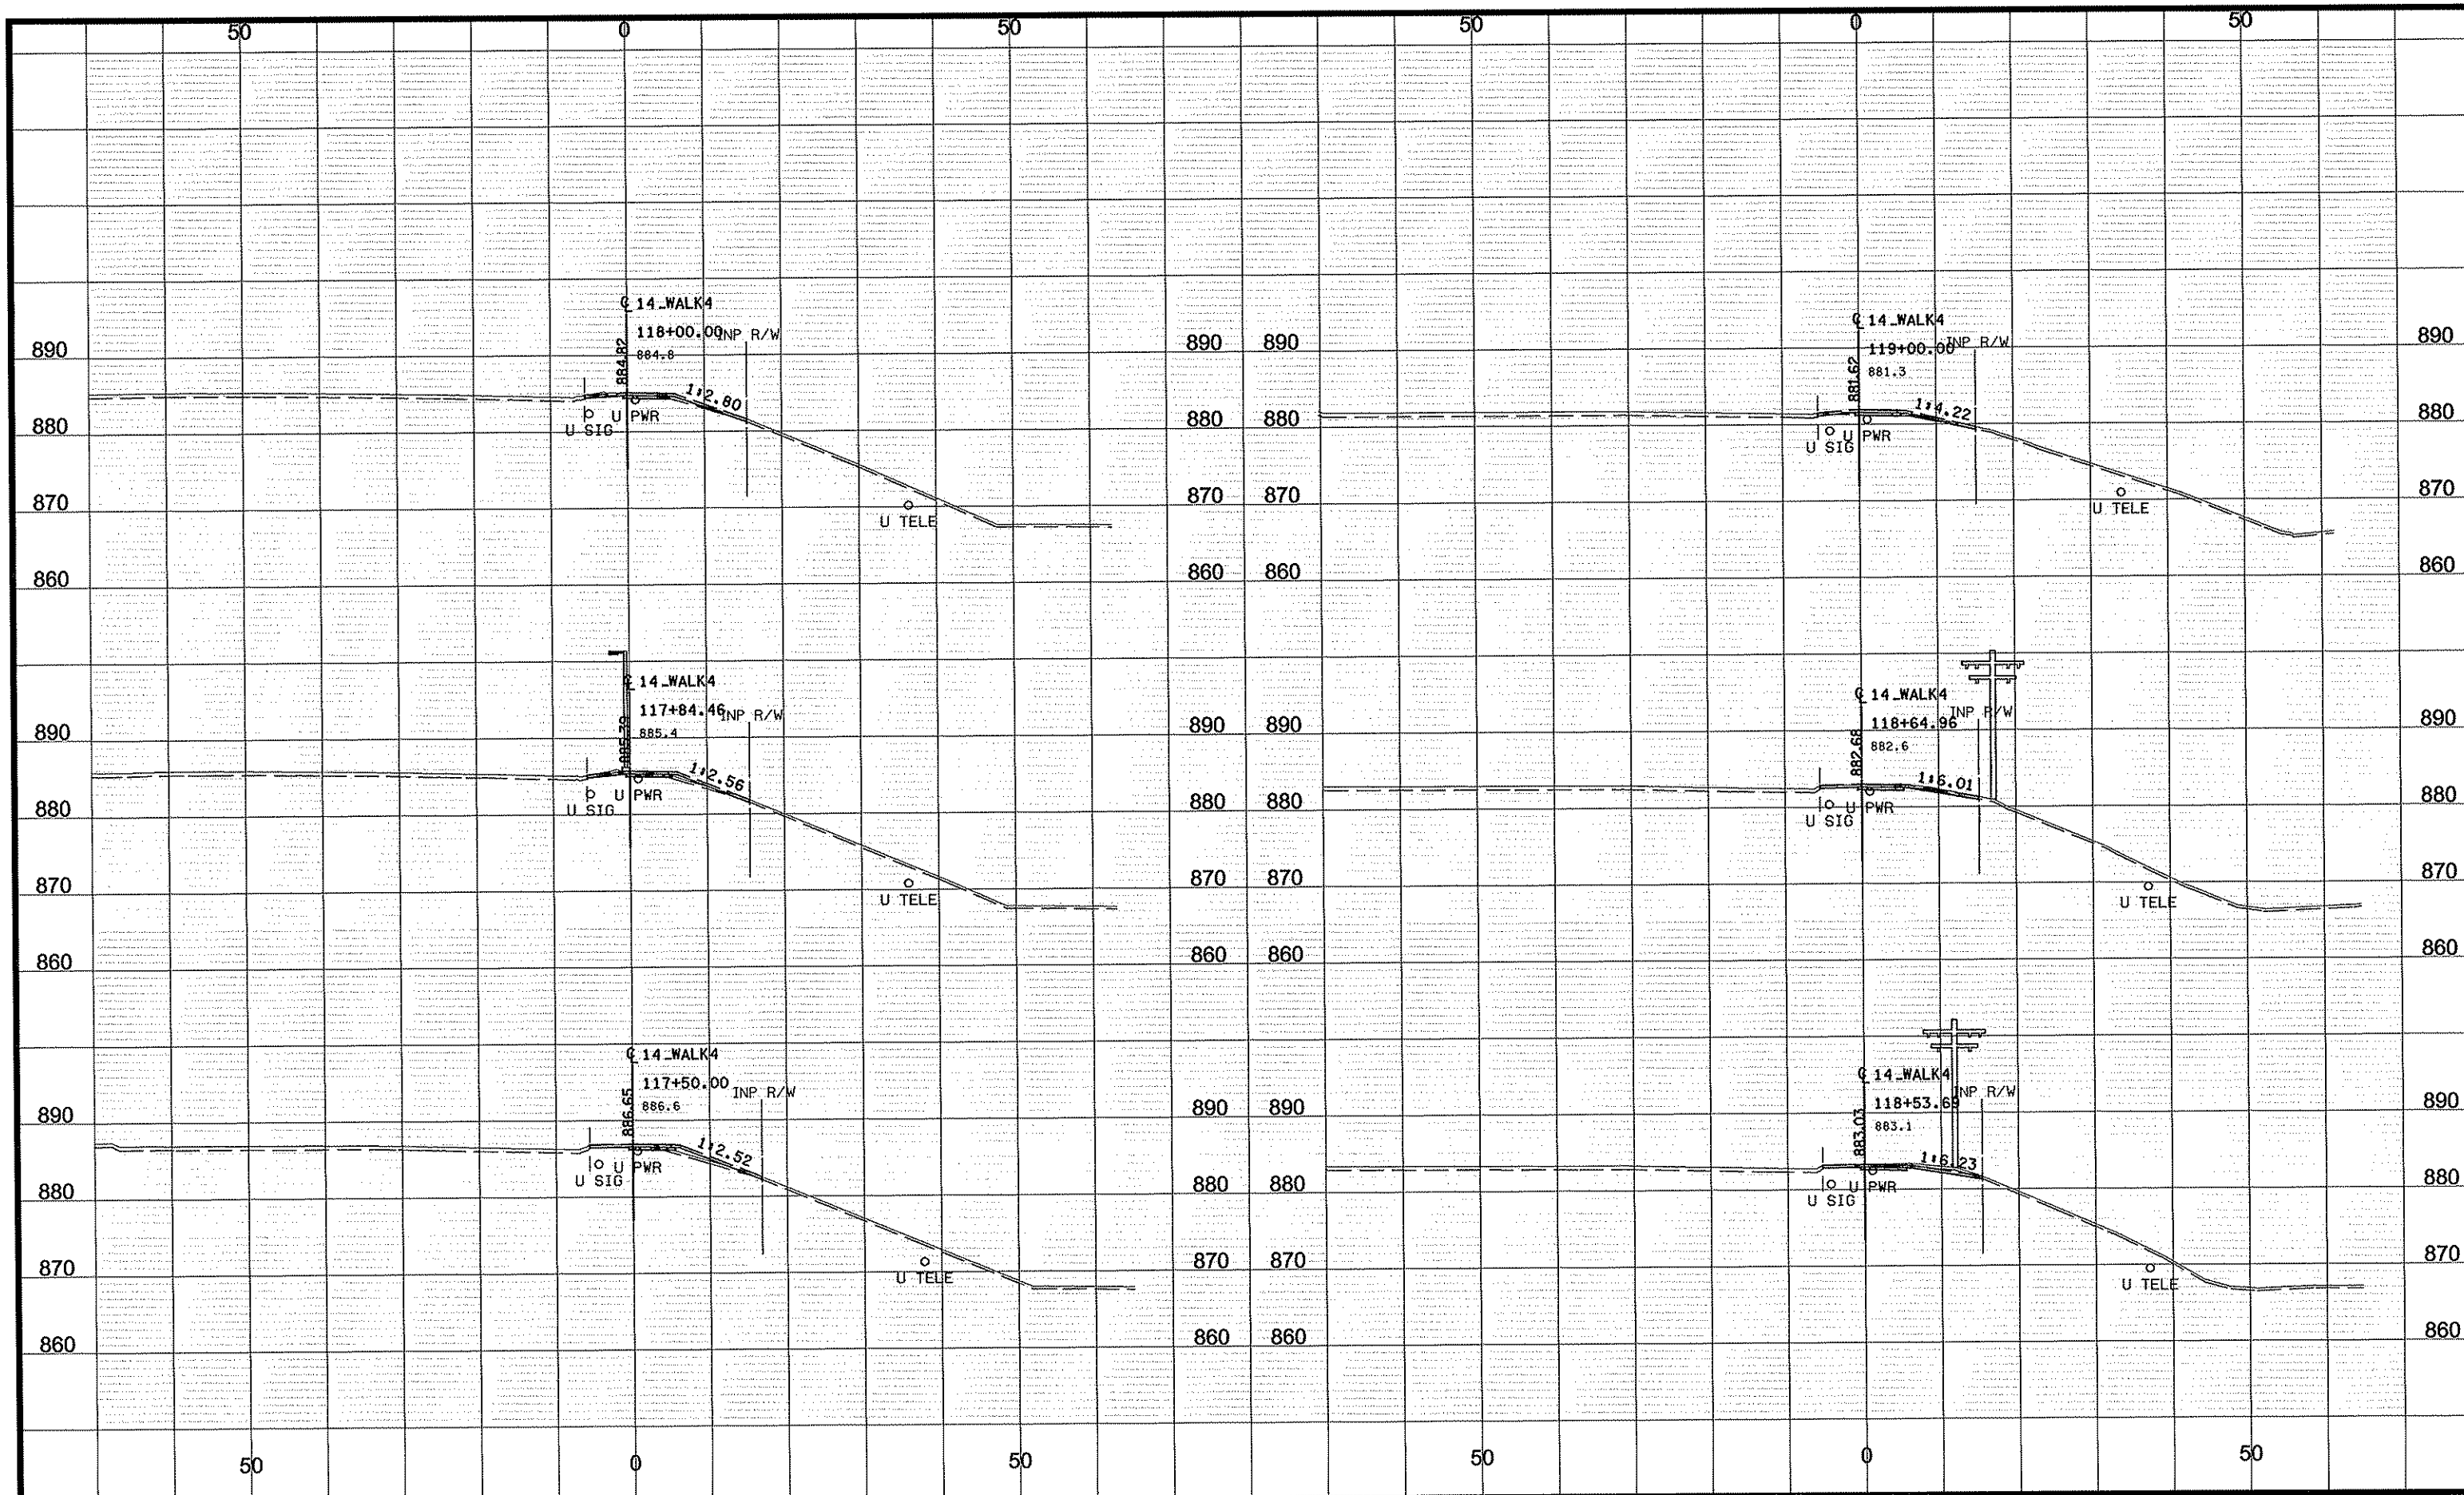 50 0 50 50 0 50
℄ 14_WALK4
118+00.00 INP R/W
884.82
884.8
1:2.80
U PWR
U SIG
U TELE
890 890 890
880 880 880
870 870 870
860 860 860
℄ 14_WALK4
119+00.00 INP R/W
881.62
881.3
1:4.22
U PWR
U SIG
U TELE
890
880
870
860
℄ 14_WALK4
117+84.46 INP R/W
885.4
1:2.56
U PWR
U SIG
U TELE
890 890 890
880 880 880
870 870 870
860 860 860
℄ 14_WALK4
118+64.96 INP R/W
882.68
882.6
1:6.01
U PWR
U SIG
U TELE
890
880
870
860
℄ 14_WALK4
117+50.00 INP R/W
886.65
886.6
1:2.52
U PWR
U SIG
U TELE
890 890 890
880 880 880
870 870 870
860 860 860
℄ 14_WALK4
118+53.69 INP R/W
883.03
883.1
1:6.23
U PWR
U SIG
U TELE
890
880
870
860
50 0 50 50 0 50